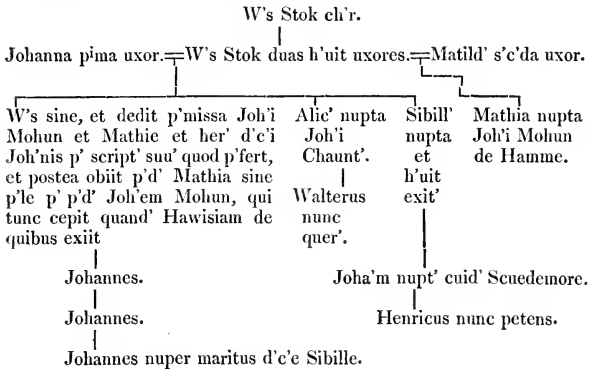 W's Stok ch'r.
Johanna p'ma uxor.=W's Stok duas h'uit uxores.=Matild' s'c'da uxor.
W's sine, et dedit p'missa Joh'i
Mohun et Mathie et her' d'c'i
Joh'nis p' script' suu' quod p'fert,
et postea obiit p'd' Mathia sine
p'le p' p'd' Joh'em Mohun, qui
tunc cepit quand' Hawisiam de
quibus exiit
Johannes.
Johannes.
Johannes nuper maritus d'c'e Sibille.
Alic' nupta
Joh'i
Chaunt'.
Walterus
nunc
quer'.
Sibill'
nupta
et
h'uit
exit'
Joha'm nupt' cuid' Scuedemore.
Henricus nunc petens.
Mathia nupta
Joh'i Mohun
de Hamme.